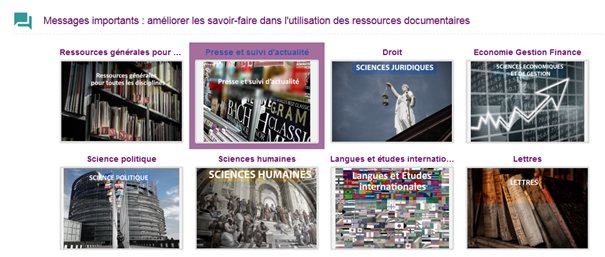 Messages importants : améliorer les savoir-faire dans l'utilisation des ressources documentaires
Ressources générales pour ...
Presse et suivi d'actualité
Droit
Economie Gestion Finance
Ressources générales
pour toutes les disciplines
Presse et suivi d'actualité
BACH
GRAM
CLASSIC
SCIENCES JURIDIQUES
SCIENCES ECONOMIQUES
ET DE GESTION
Science politique
Sciences humaines
Langues et études internatio...
Lettres
SCIENCE POLITIQUE
SCIENCES HUMAINES
Langues et Etudes
internationales
LETTRES